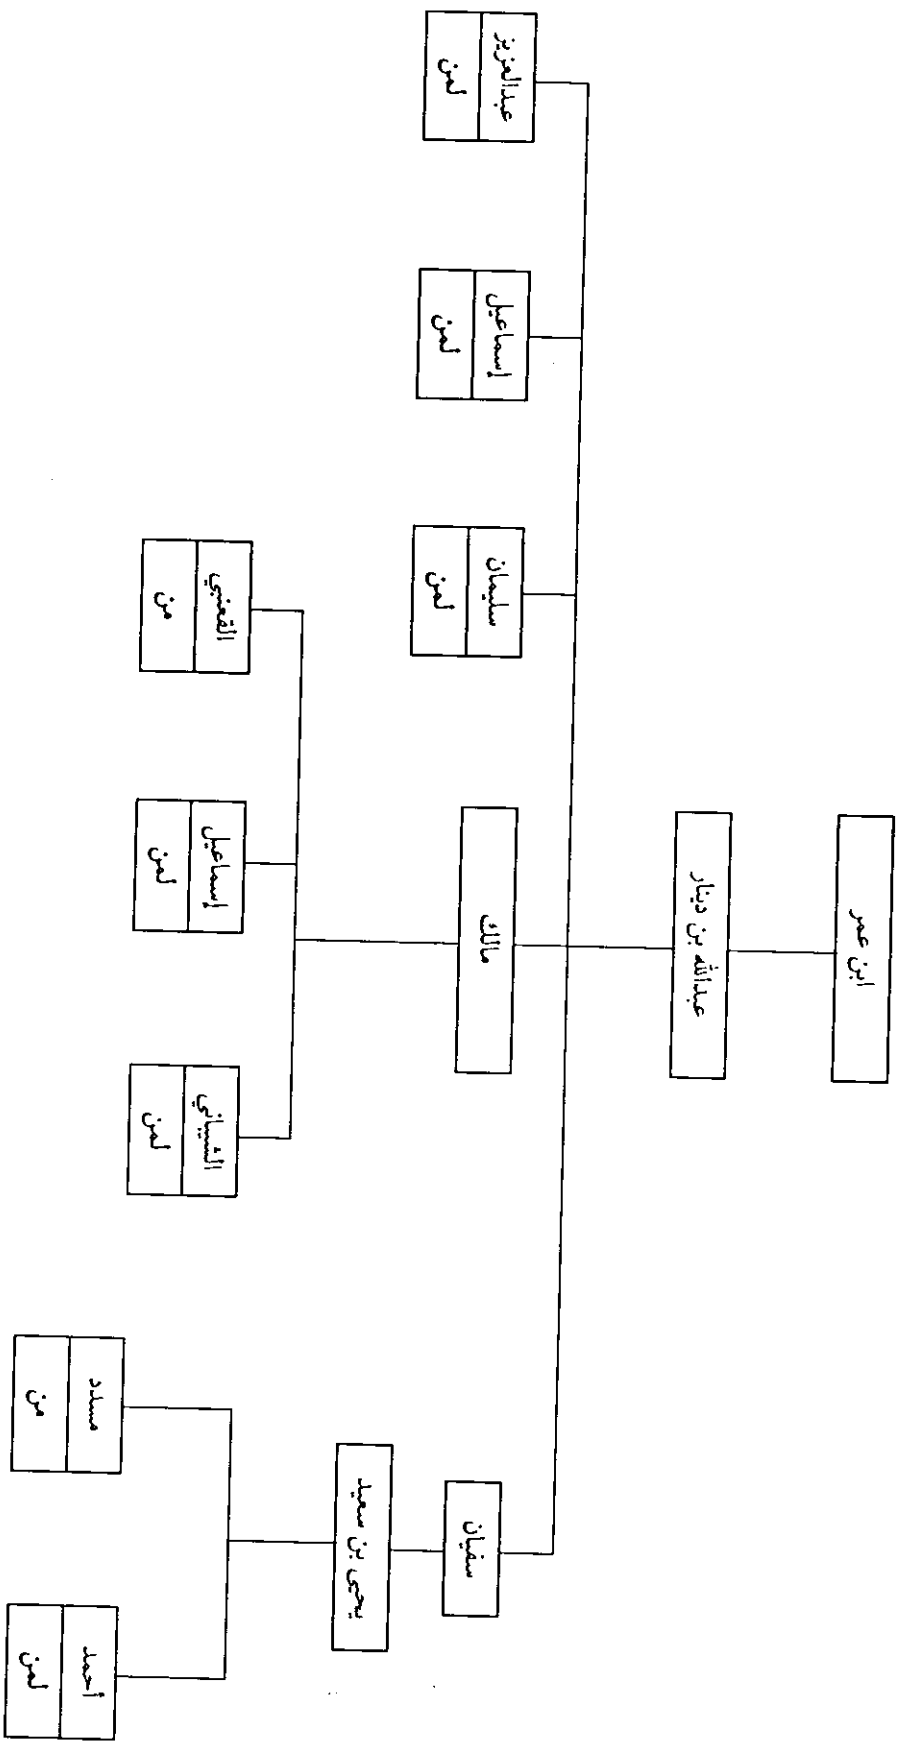 ابن عمر
عبدالله بن دينار
سفيان
مالك
سليمان
لمن
إسماعيل
لمن
عبدالعزيز
لمن
يحيى بن سعيد
الشيباني
لمن
إسماعيل
لمن
القعنبي
من
أحمد
لمن
مسدد
من